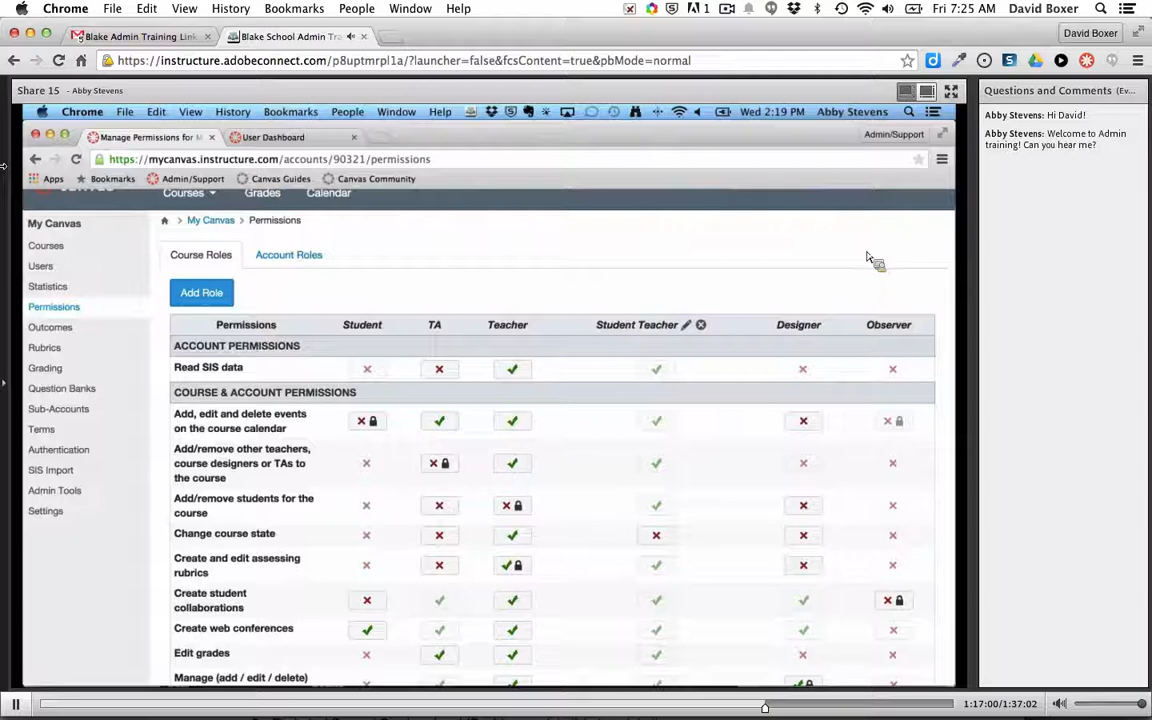 Chrome File Edit View History Bookmarks People Window Help 1 Fri 7:25 AM David Boxer
Blake Admin Training Link Blake School Admin Tra David Boxer
https://instructure.adobeconnect.com/p8uptmrpl1a/?launcher=false&fcsContent=true&pbMode=normal
Share 15 - Abby Stevens
Questions and Comments (Ev...
Chrome File Edit View History Bookmarks People Window Help Wed 2:19 PM Abby Stevens
Abby Stevens: Hi David!
Abby Stevens: Welcome to Admin
training! Can you hear me?
Manage Permissions for M User Dashboard Admin/Support
https://mycanvas.instructure.com/accounts/90321/permissions
Apps Bookmarks Admin/Support Canvas Guides Canvas Community
Courses Grades Calendar
My Canvas
Courses
Users
Statistics
Permissions
Outcomes
Rubrics
Grading
Question Banks
Sub-Accounts
Terms
Authentication
SIS Import
Admin Tools
Settings
> My Canvas > Permissions
Course Roles Account Roles
Add Role
Permissions Student TA Teacher Student Teacher Designer Observer
ACCOUNT PERMISSIONS
Read SIS data
COURSE & ACCOUNT PERMISSIONS
Add, edit and delete events
on the course calendar
Add/remove other teachers,
course designers or TAs to
the course
Add/remove students for the
course
Change course state
Create and edit assessing
rubrics
Create student
collaborations
Create web conferences
Edit grades
Manage (add / edit / delete)
1:17:00/1:37:02